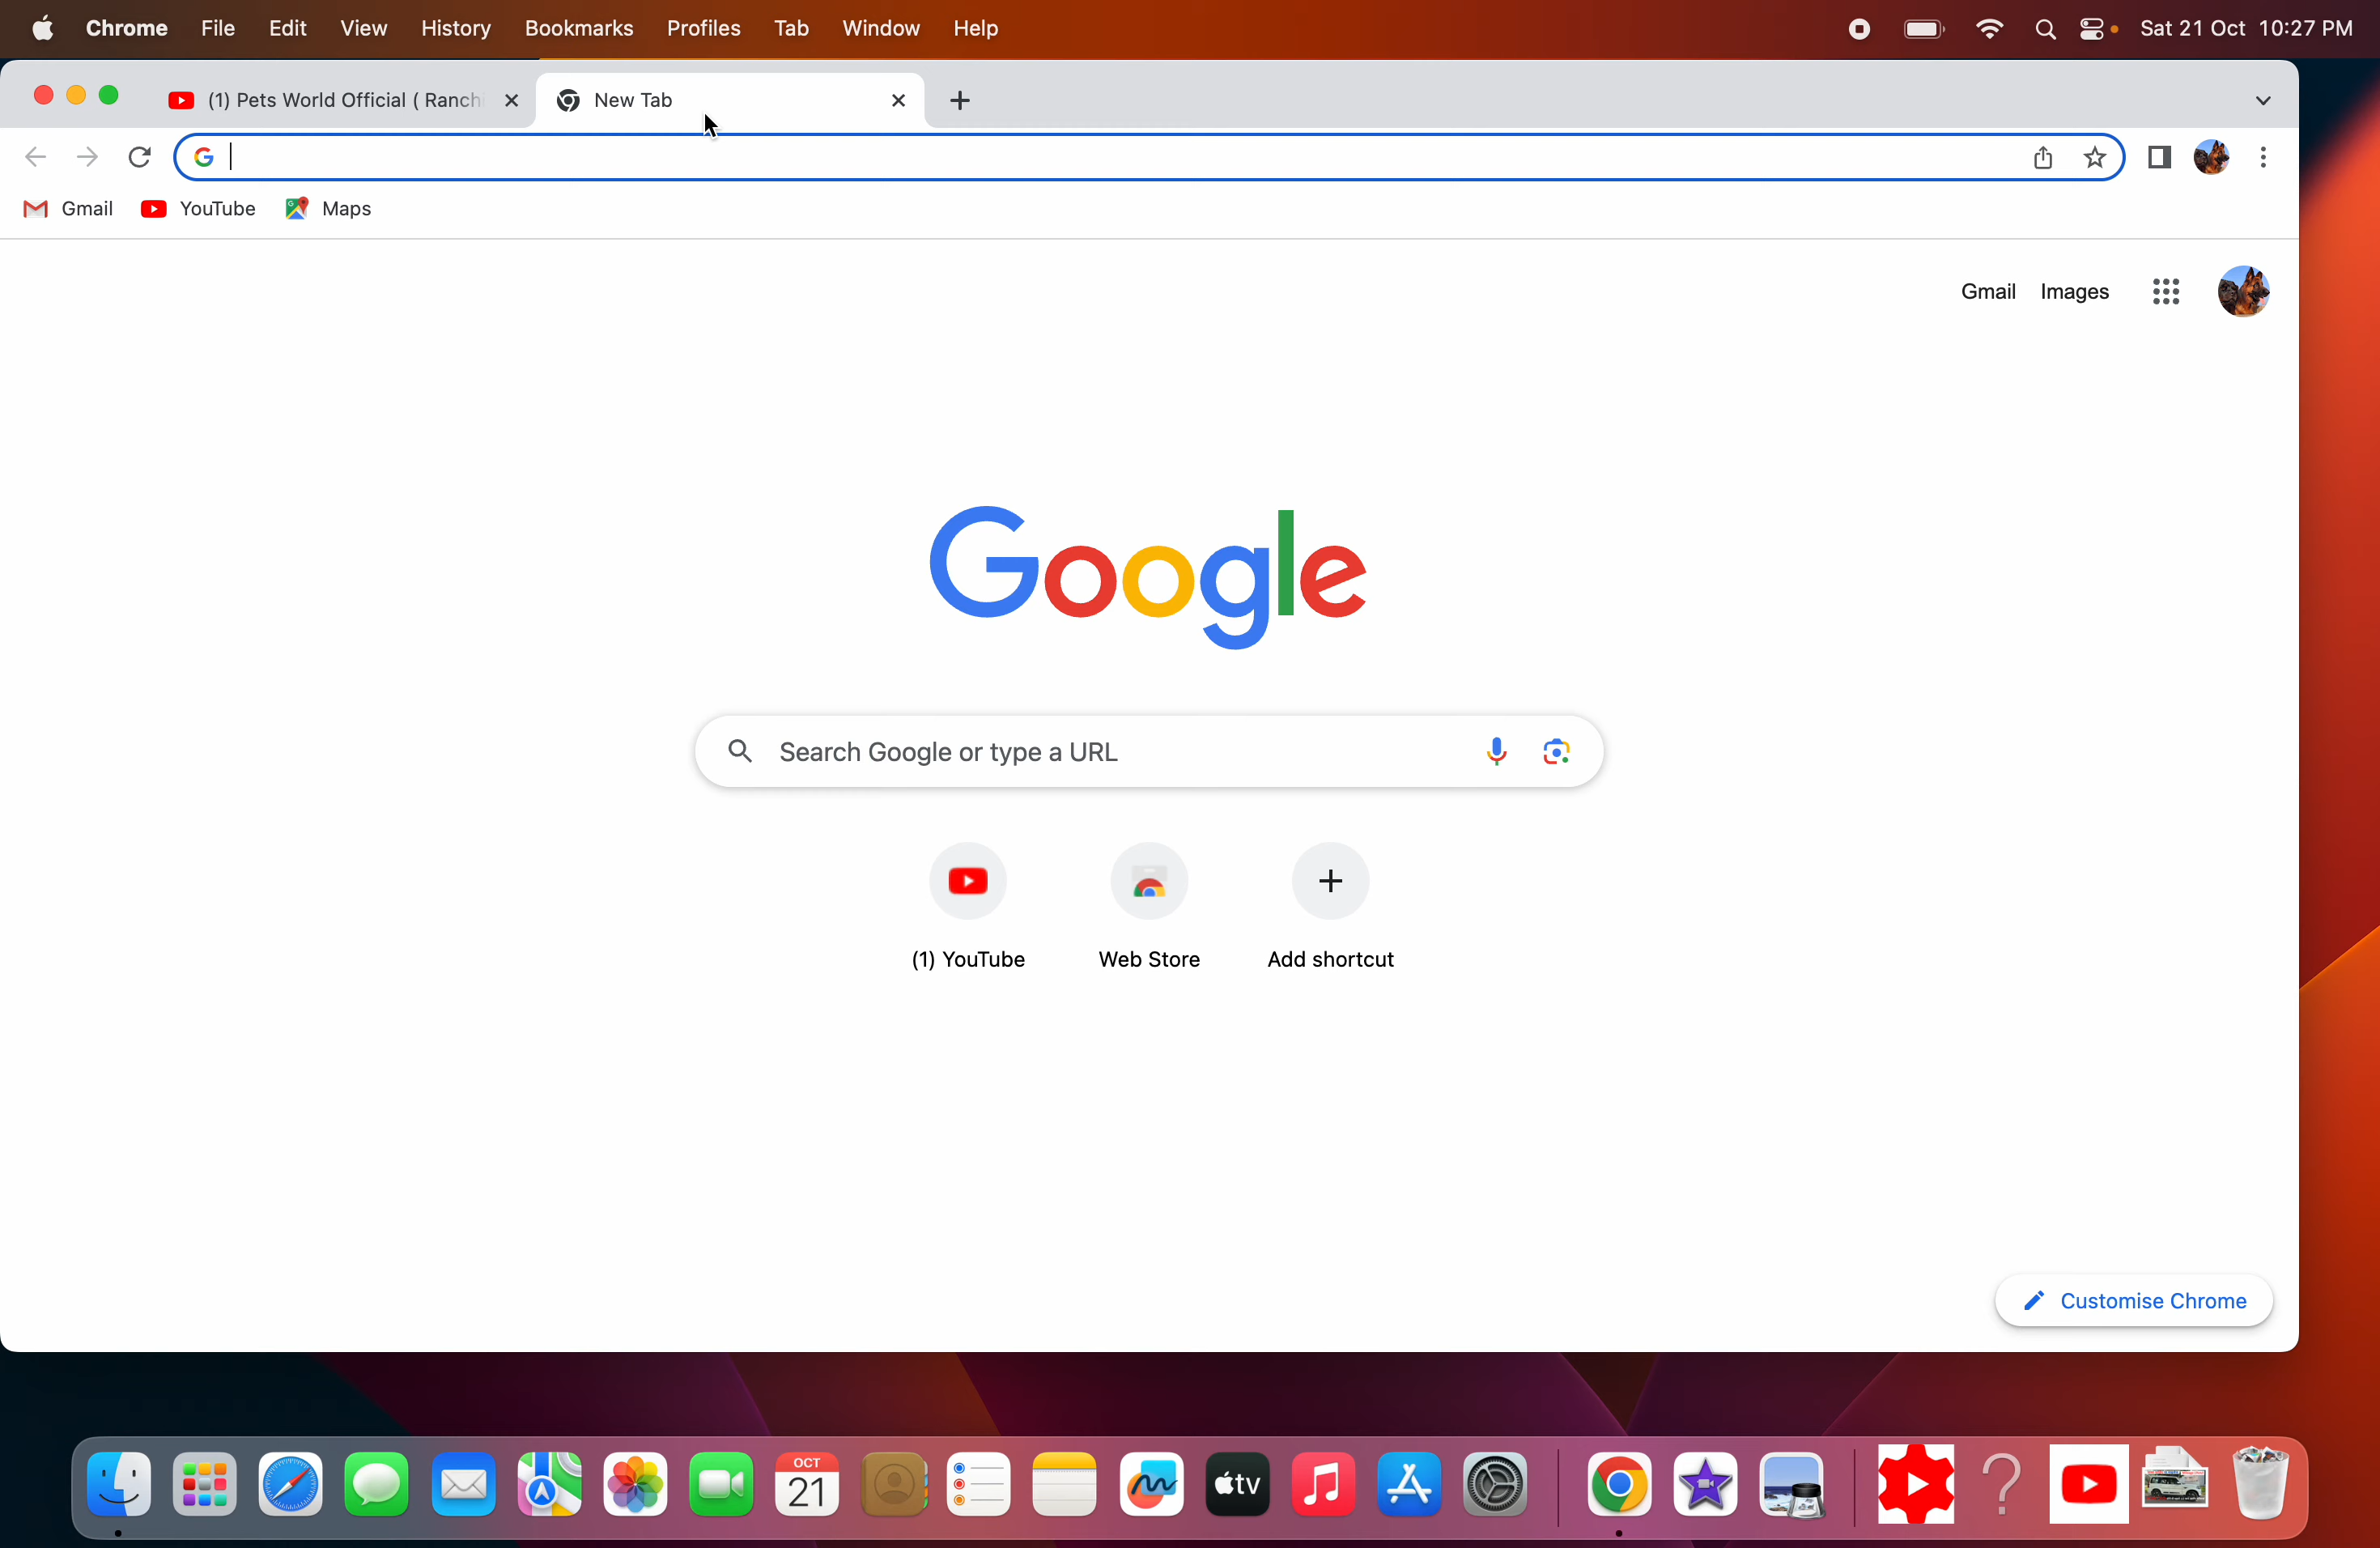 Chrome File Edit View History Bookmarks Profiles Tab Window Help Sat 21 Oct 10:27 PM
(1) Pets World Official ( Ranchi New Tab
Gmail YouTube Maps
Gmail Images
Google
Search Google or type a URL
(1) YouTube Web Store Add shortcut
Customise Chrome
OCT
21
tv